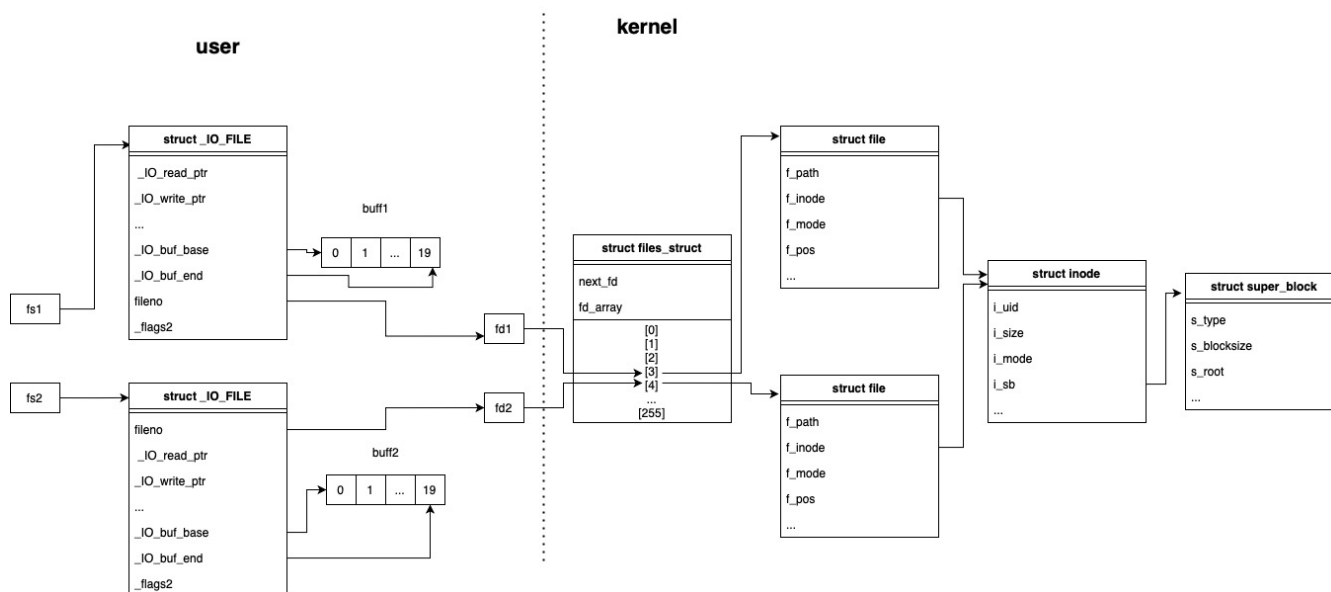 user
kernel
struct _IO_FILE
_IO_read_ptr
_IO_write_ptr
...
_IO_buf_base
_IO_buf_end
fileno
_flags2
buff1
0 1 ... 19
fs1
fd1
fs2
struct _IO_FILE
fileno
_IO_read_ptr
_IO_write_ptr
...
_IO_buf_base
_IO_buf_end
_flags2
buff2
0 1 ... 19
fd2
struct files_struct
next_fd
fd_array
[0]
[1]
[2]
[3]
[4]
...
[255]
struct file
f_path
f_inode
f_mode
f_pos
...
struct file
f_path
f_inode
f_mode
f_pos
...
struct inode
i_uid
i_size
i_mode
i_sb
...
struct super_block
s_type
s_blocksize
s_root
...